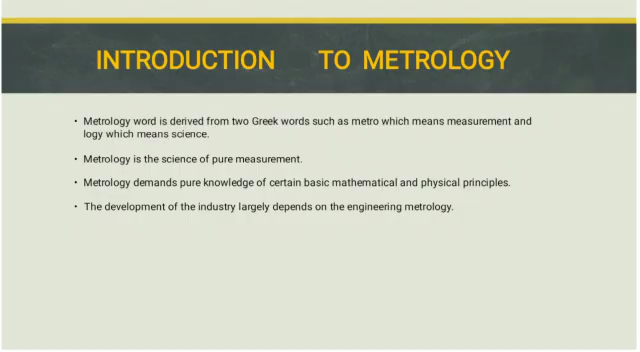 INTRODUCTION TO METROLOGY
• Metrology word is derived from two Greek words such as metro which means measurement and
logy which means science.
• Metrology is the science of pure measurement.
• Metrology demands pure knowledge of certain basic mathematical and physical principles.
• The development of the industry largely depends on the engineering metrology.